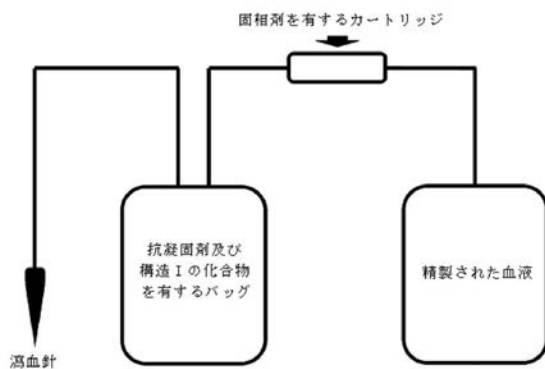 固相剤を有するカートリッジ
抗凝固剤及び
構造Ⅰの化合物
を有するバッグ
精製された血液
瀉血針